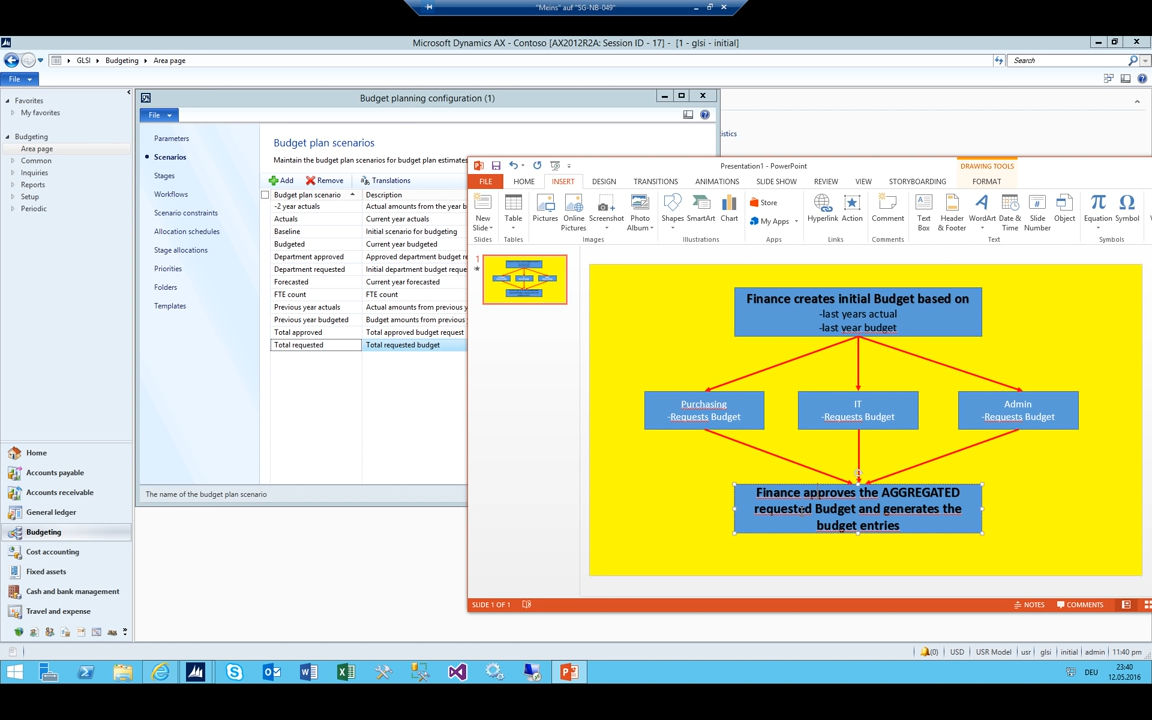 "Meins" auf "SG-NB-049"
Microsoft Dynamics AX - Contoso [AX2012R2A: Session ID - 17] - [1 - glsi - initial]
GLSI
Budgeting
Area page
Search
File
Favorites
My favorites
Budgeting
Area page
Common
Inquiries
Reports
Setup
Periodic
Home
Accounts payable
Accounts receivable
General ledger
Budgeting
Cost accounting
Fixed assets
Cash and bank management
Travel and expense
Budget planning configuration (1)
File
Parameters
Scenarios
Stages
Workflows
Scenario constraints
Allocation schedules
Stage allocations
Priorities
Folders
Templates
Budget plan scenarios
Maintain the budget plan scenarios for budget plan estimate
Add
Remove
Translations
Budget plan scenario Description
-2 year actuals Actual amounts from the year b
Actuals Current year actuals
Baseline Initial scenario for budgeting
Budgeted Current year budgeted
Department approved Approved department budget r
Department requested Initial department budget reque
Forecasted Current year forecasted
FTE count FTE count
Previous year actuals Actual amounts from previous
Previous year budgeted Budget amounts from previous
Total approved Total approved budget request
Total requested Total requested budget
The name of the budget plan scenario
tistics
Presentation1 - PowerPoint
DRAWING TOOLS
FILE HOME INSERT DESIGN TRANSITIONS ANIMATIONS SLIDE SHOW REVIEW VIEW STORYBOARDING FORMAT
New Slide
Table
Pictures
Online Pictures
Screenshot
Photo Album
Shapes
SmartArt
Chart
Store
My Apps
Hyperlink
Action
Comment
Text Box
Header & Footer
WordArt
Date & Time
Slide Number
Object
Equation
Symbol
V
Slides Tables Images Illustrations Apps Links Comments Text Symbols
1
Finance creates initial Budget based on
-last years actual
-last year budget
Purchasing
-Requests Budget
IT
-Requests Budget
Admin
-Requests Budget
Finance approves the AGGREGATED
requested Budget and generates the
budget entries
SLIDE 1 OF 1
NOTES
COMMENTS
(0) USD USR Model usr glsi initial admin 11:40 pm
DEU
23:40
12.05.2016